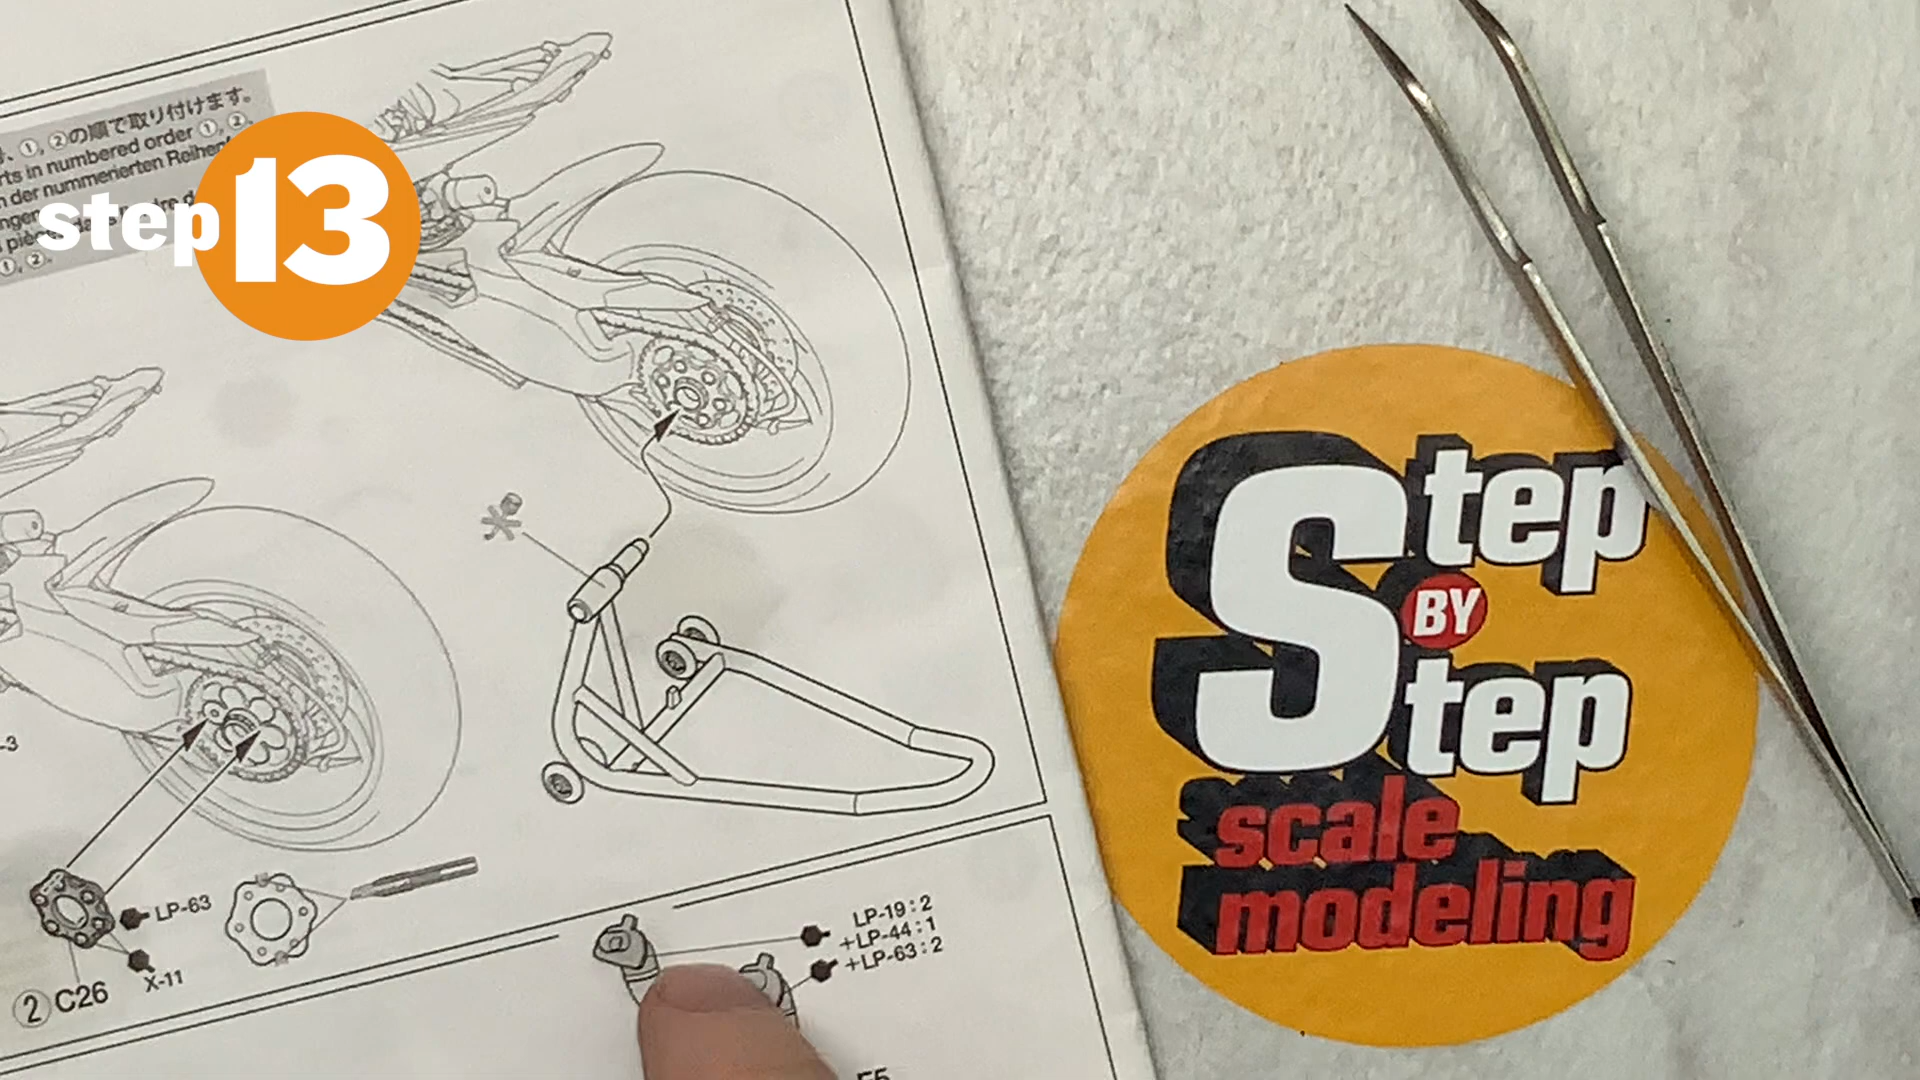 、①, ②の順で取り付けます。
rts in numbered order ①, ②.
n der nummerierten Reihen
①, ②.
step 13
-3
LP-63
X-11
② C26
LP-19 : 2
+LP-44 : 1
+LP-63 : 2
Step
BY
Step
scale
modeling